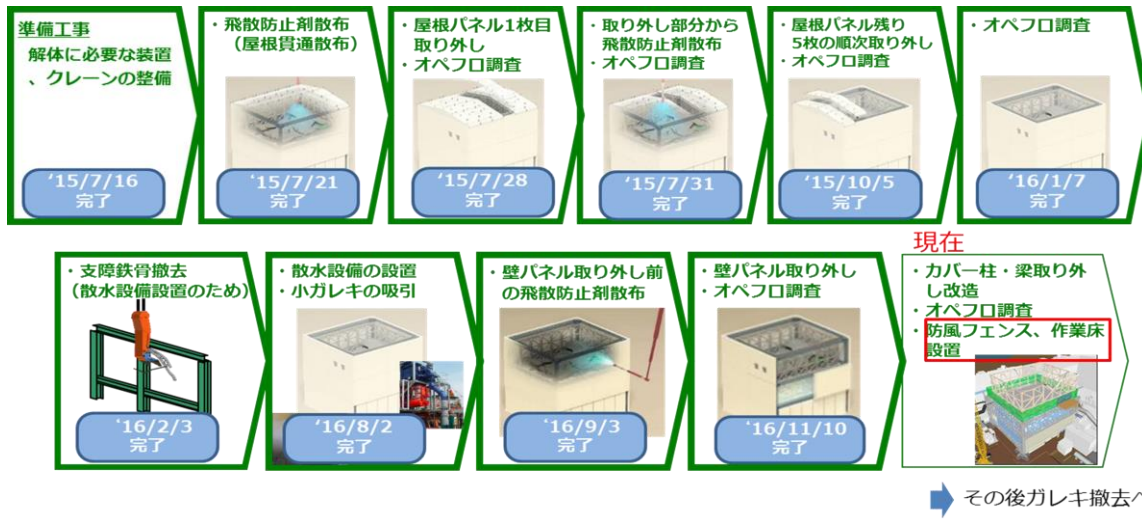 準備工事
解体に必要な装置
、クレーンの整備
‘15/7/16
完了
・飛散防止剤散布
（屋根貫通散布）
‘15/7/21
完了
・屋根パネル1枚目
取り外し
・オペフロ調査
‘15/7/28
完了
・取り外し部分から
飛散防止剤散布
・オペフロ調査
‘15/7/31
完了
・屋根パネル残り
5枚の順次取り外し
・オペフロ調査
‘15/10/5
完了
・オペフロ調査
‘16/1/7
完了
・支障鉄骨撤去
（散水設備設置のため）
‘16/2/3
完了
・散水設備の設置
・小ガレキの吸引
‘16/8/2
完了
・壁パネル取り外し前
の飛散防止剤散布
‘16/9/3
完了
・壁パネル取り外し
・オペフロ調査
‘16/11/10
完了
現在
・カバー柱・梁取り外
し改造
・オペフロ調査
・防風フェンス、作業床
設置
その後ガレキ撤去へ